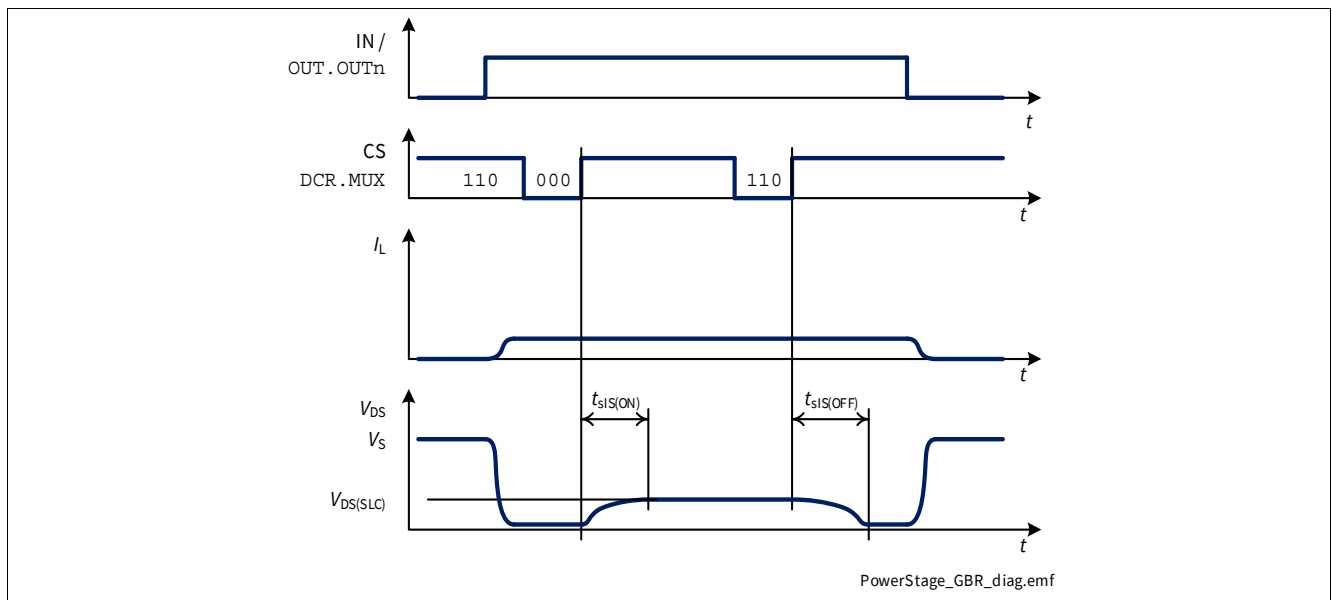 IN /
OUT.OUTn
t
CS
DCR.MUX 110 000 110
t
IL
t
VDS
tsIS(ON) tsIS(OFF)
VS
VDS(SLC)
t
PowerStage_GBR_diag.emf